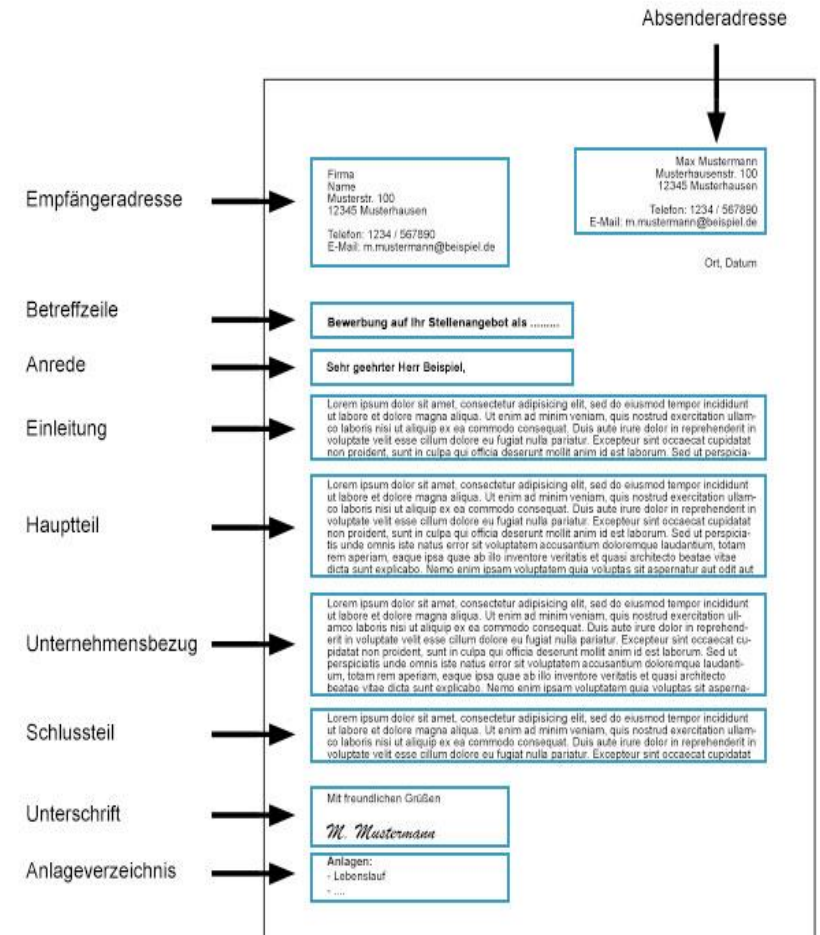 Absenderadresse
Empfängeradresse
Firma
Name
Musterstr. 100
12345 Musterhausen
Telefon: 1234 / 567890
E-Mail: m.mustermann@beispiel.de
Max Mustermann
Musterhausenstr. 100
12345 Musterhausen
Telefon: 1234 / 567890
E-Mail: m.mustermann@beispiel.de
Ort, Datum
Betreffzeile
Bewerbung auf Ihr Stellenangebot als .........
Anrede
Sehr geehrter Herr Beispiel,
Einleitung
Lorem ipsum dolor sit amet, consectetur adipisicing elit, sed do eiusmod tempor incididunt
ut labore et dolore magna aliqua. Ut enim ad minim veniam, quis nostrud exercitation ullam-
co laboris nisi ut aliquip ex ea commodo consequat. Duis aute irure dolor in reprehenderit in
voluptate velit esse cillum dolore eu fugiat nulla pariatur. Excepteur sint occaecat cupidatat
non proident, sunt in culpa qui officia deserunt mollit anim id est laborum. Sed ut perspicia-
Hauptteil
Lorem ipsum dolor sit amet, consectetur adipisicing elit, sed do eiusmod tempor incididunt
ut labore et dolore magna aliqua. Ut enim ad minim veniam, quis nostrud exercitation ullam-
co laboris nisi ut aliquip ex ea commodo consequat. Duis aute irure dolor in reprehenderit in
voluptate velit esse cillum dolore eu fugiat nulla pariatur. Excepteur sint occaecat cupidatat
non proident, sunt in culpa qui officia deserunt mollit anim id est laborum. Sed ut perspicia-
tis unde omnis iste natus error sit voluptatem accusantium doloremque laudantium, totam
rem aperiam, eaque ipsa quae ab illo inventore veritatis et quasi architecto beatae vitae
dicta sunt explicabo. Nemo enim ipsam voluptatem quia voluptas sit aspernatur aut odit aut
Unternehmensbezug
Lorem ipsum dolor sit amet, consectetur adipisicing elit, sed do eiusmod tempor incididunt
ut labore et dolore magna aliqua. Ut enim ad minim veniam, quis nostrud exercitation ull-
amco laboris nisi ut aliquip ex ea commodo consequat. Duis aute irure dolor in reprehend-
erit in voluptate velit esse cillum dolore eu fugiat nulla pariatur. Excepteur sint occaecat cu-
pidatat non proident, sunt in culpa qui officia deserunt mollit anim id est laborum. Sed ut
perspiciatis unde omnis iste natus error sit voluptatem accusantium doloremque laudanti-
um, totam rem aperiam, eaque ipsa quae ab illo inventore veritatis et quasi architecto
beatae vitae dicta sunt explicabo. Nemo enim ipsam voluptatem quia voluptas sit asperna-
Schlussteil
Lorem ipsum dolor sit amet, consectetur adipisicing elit, sed do eiusmod tempor incididunt
ut labore et dolore magna aliqua. Ut enim ad minim veniam, quis nostrud exercitation ullam-
co laboris nisi ut aliquip ex ea commodo consequat. Duis aute irure dolor in reprehenderit in
voluptate velit esse cillum dolore eu fugiat nulla pariatur. Excepteur sint occaecat cupidatat
Unterschrift
Mit freundlichen Grüßen
M. Mustermann
Anlageverzeichnis
Anlagen:
- Lebenslauf
- ....